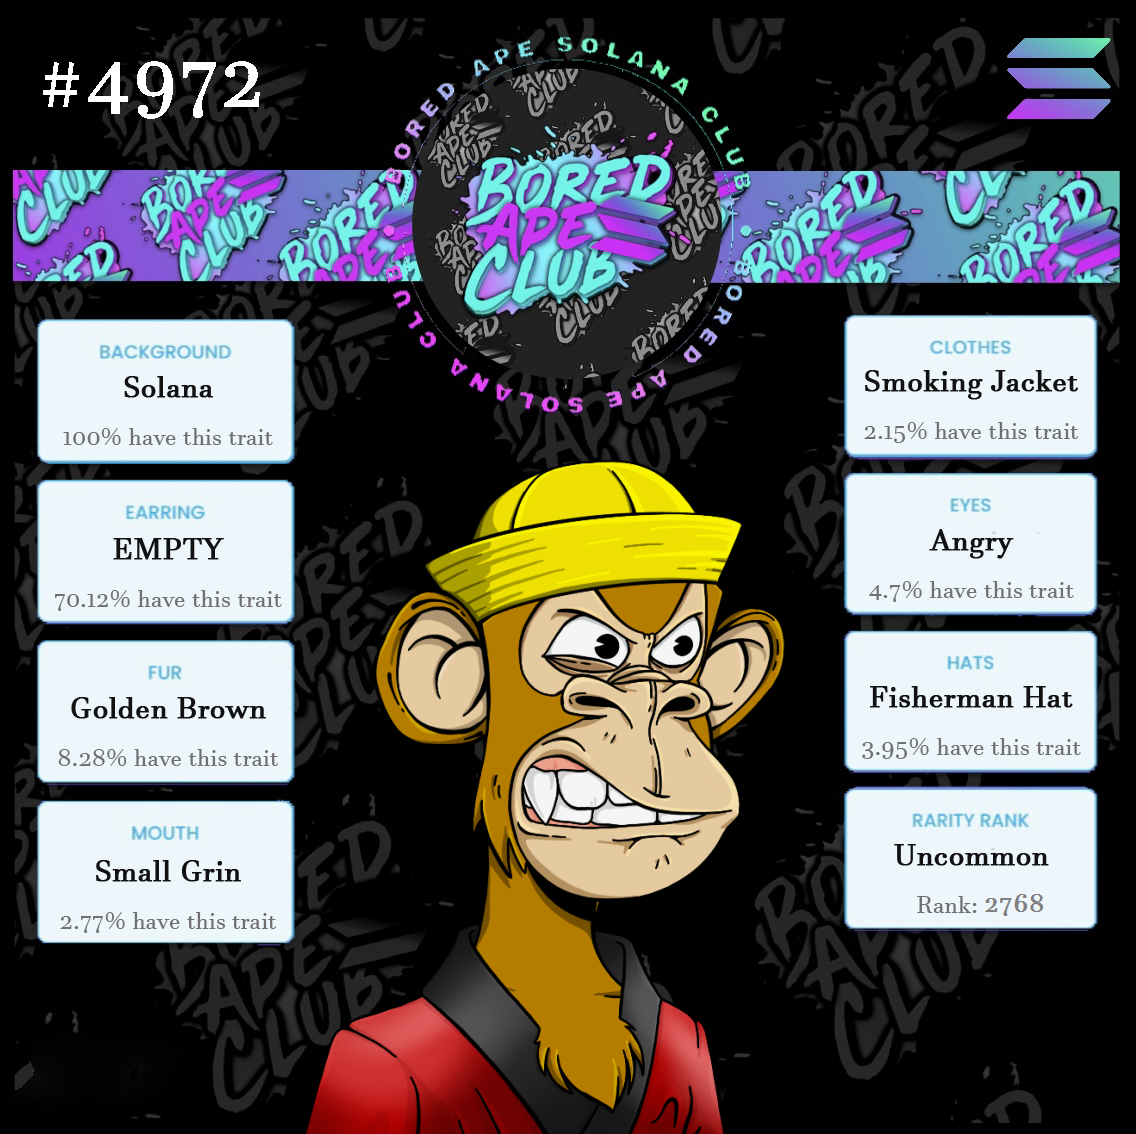 #4972
BORED APE SOLANA CLUB
BORED APE SOLANA CLUB
BORED
APE
CLUB
BACKGROUND
Solana
100% have this trait
EARRING
EMPTY
70.12% have this trait
FUR
Golden Brown
8.28% have this trait
MOUTH
Small Grin
2.77% have this trait
CLOTHES
Smoking Jacket
2.15% have this trait
EYES
Angry
4.7% have this trait
HATS
Fisherman Hat
3.95% have this trait
RARITY RANK
Uncommon
Rank: 2768